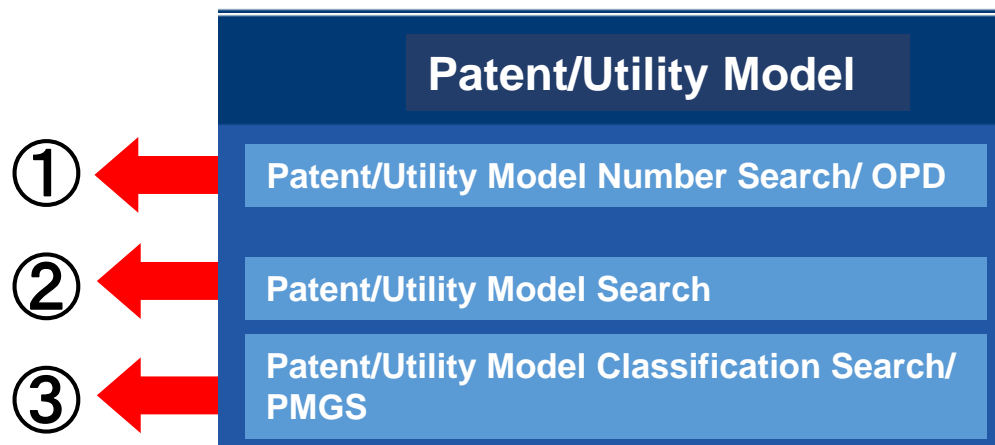 Patent/Utility Model
① Patent/Utility Model Number Search/ OPD
② Patent/Utility Model Search
③ Patent/Utility Model Classification Search/
PMGS